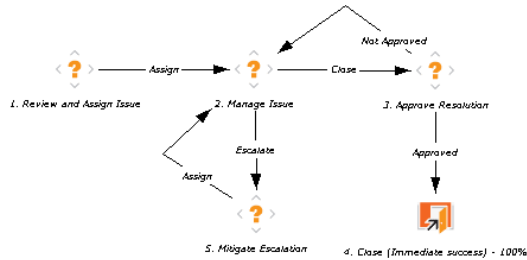 Not Approved
Assign
Close
1. Review and Assign Issue
2. Manage Issue
3. Approve Resolution
Escalate
Approved
Assign
5. Mitigate Escalation
4. Close (Immediate success) - 100%